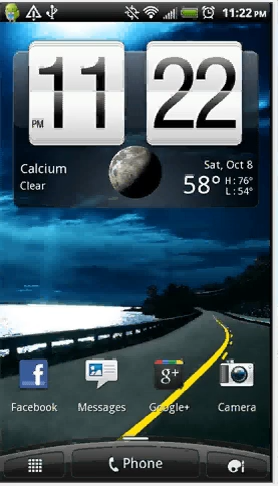 11:22 PM
11 22
PM
Calcium
Clear
Sat, Oct 8
58° H: 76°
L: 54°
f g+
Facebook Messages Google+ Camera
Phone